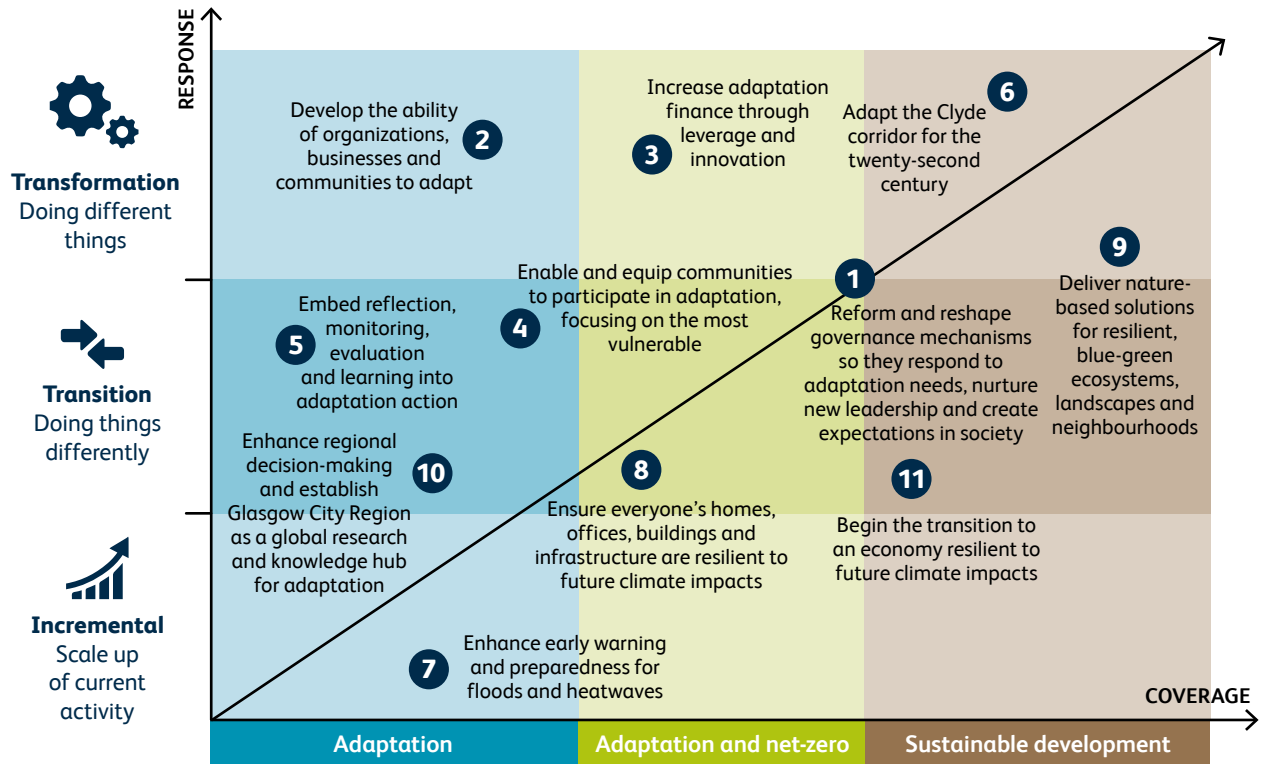 RESPONSE
Transformation
Doing different
things
Transition
Doing things
differently
Incremental
Scale up
of current
activity
Develop the ability
of organizations,
businesses and
communities to adapt
2
Increase adaptation
finance through
leverage and
innovation
3
6
Adapt the Clyde
corridor for the
twenty-second
century
9
Deliver nature-
based solutions
for resilient,
blue-green
ecosystems,
landscapes and
neighbourhoods
Enable and equip communities
to participate in adaptation,
focusing on the most
vulnerable
4
1
Reform and reshape
governance mechanisms
so they respond to
adaptation needs, nurture
new leadership and create
expectations in society
Embed reflection,
monitoring,
evaluation
and learning into
adaptation action
5
Enhance regional
decision-making
and establish
Glasgow City Region
as a global research
and knowledge hub
for adaptation
10
8
Ensure everyone’s homes,
offices, buildings and
infrastructure are resilient to
future climate impacts
11
Begin the transition to
an economy resilient to
future climate impacts
7
Enhance early warning
and preparedness for
floods and heatwaves
COVERAGE
Adaptation
Adaptation and net-zero
Sustainable development